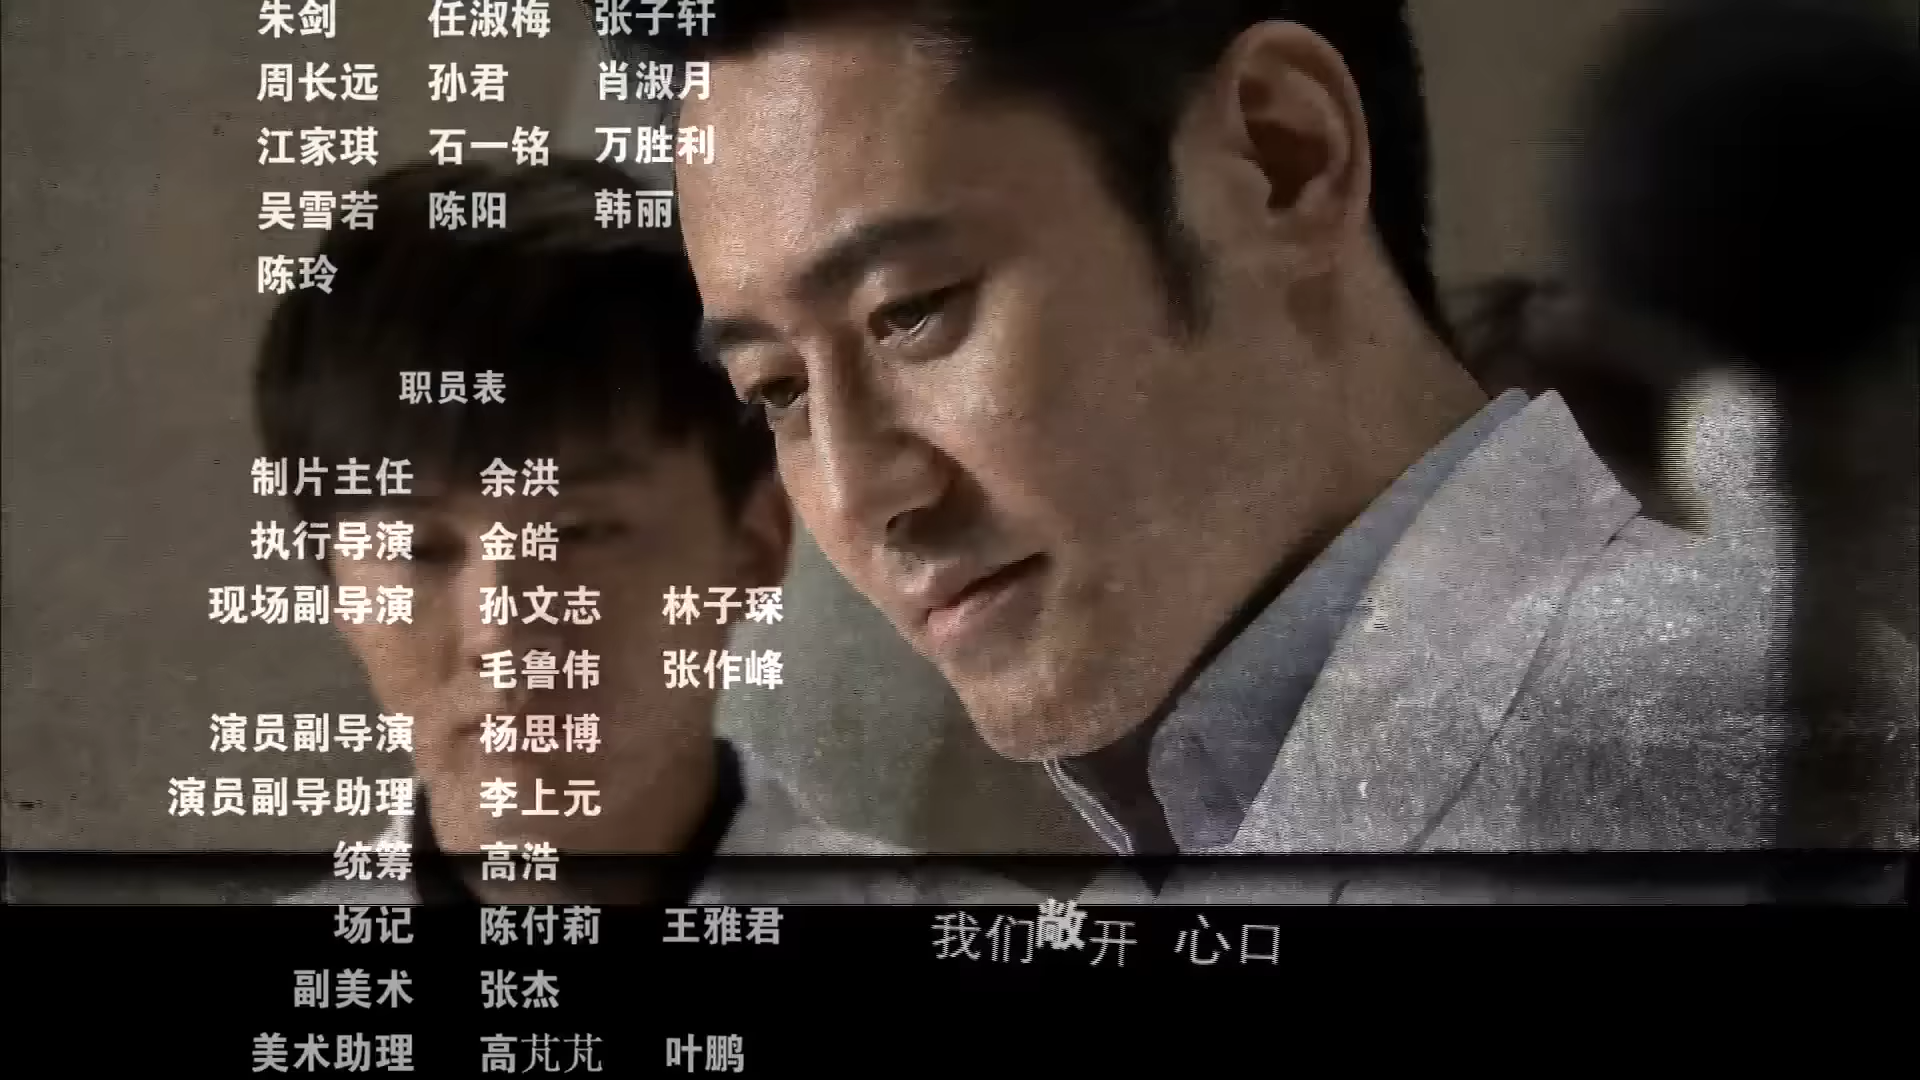 朱剑 任淑梅 张子轩
周长远 孙君 肖淑月
江家琪 石一铭 万胜利
吴雪若 陈阳 韩丽
陈玲
职员表
制片主任 余洪
执行导演 金皓
现场副导演 孙文志 林子琛
毛鲁伟 张作峰
演员副导演 杨思博
演员副导助理 李上元
统筹 高浩
场记 陈付莉 王雅君
我们敞开 心口
副美术 张杰
美术助理 高芃芃 叶鹏